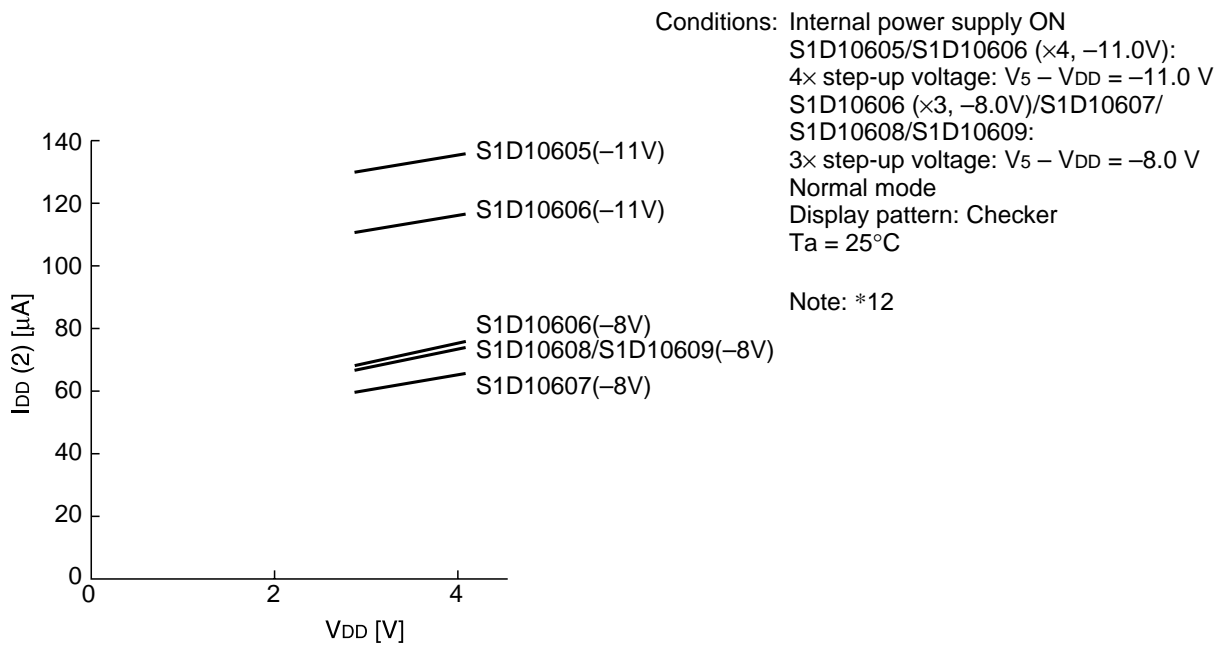 Conditions: Internal power supply ON
S1D10605/S1D10606 (×4, –11.0V):
4× step-up voltage: V5 – VDD = –11.0 V
S1D10606 (×3, –8.0V)/S1D10607/
S1D10608/S1D10609:
3× step-up voltage: V5 – VDD = –8.0 V
Normal mode
Display pattern: Checker
Ta = 25°C
Note: *12
140
120
100
80
60
40
20
0
IDD (2) [μA]
S1D10605(–11V)
S1D10606(–11V)
S1D10606(–8V)
S1D10608/S1D10609(–8V)
S1D10607(–8V)
0
2
4
VDD [V]